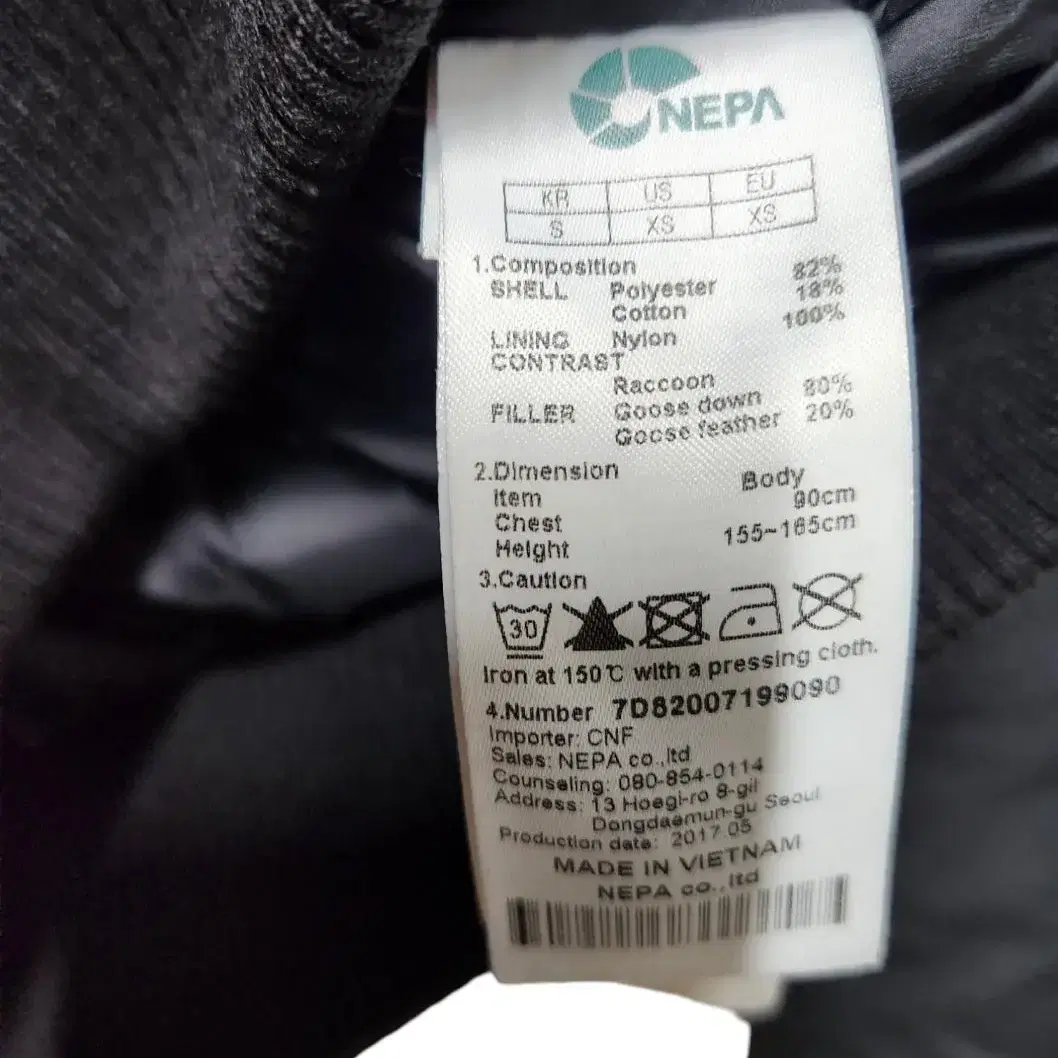 NEPA
KR US EU
S XS XS
1.Composition 82%
SHELL Polyester 18%
Cotton 100%
LINING Nylon
CONTRAST
Raccoon 80%
FILLER Goose down 20%
Goose feather
2.Dimension
Item Body
Chest 90cm
Height 155~165cm
3.Caution
30
Iron at 150℃ with a pressing cloth.
4.Number 7D82007199090
Importer: CNF
Sales: NEPA co.,ltd
Counseling: 080-854-0114
Address: 13 Hoegi-ro 8-gil
Dongdaemun-gu Seoul
Production date: 2017.05
MADE IN VIETNAM
NEPA co.,ltd